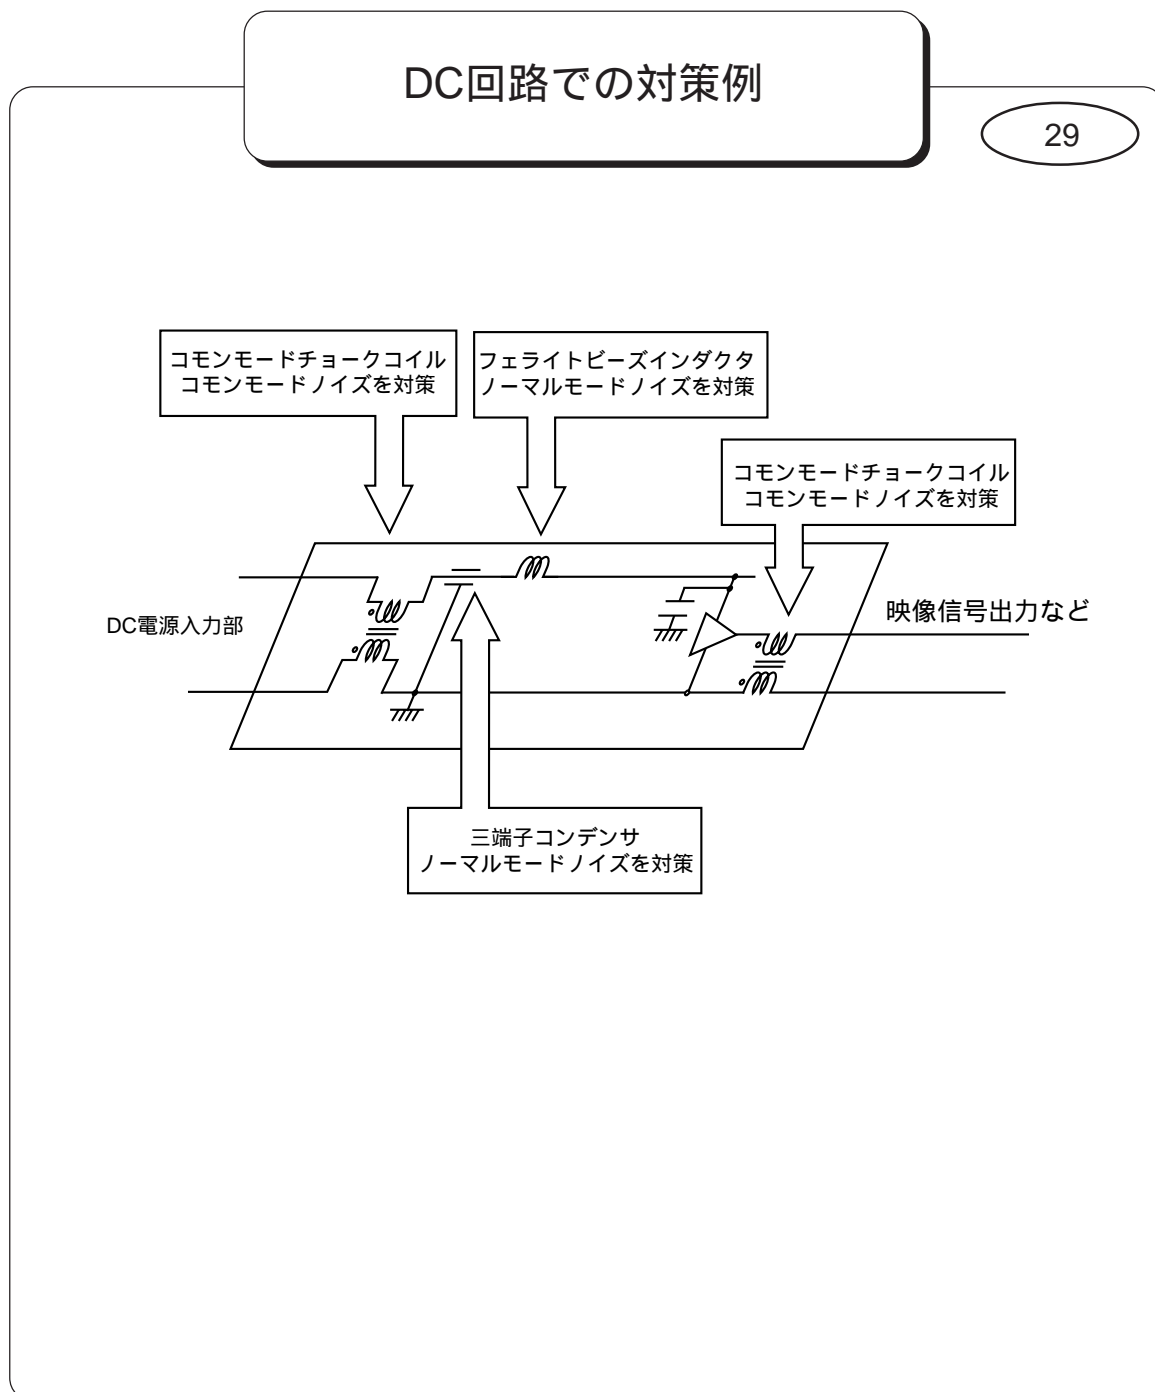 DC回路での対策例
29
コモンモードチョークコイル
コモンモードノイズを対策
フェライトビーズインダクタ
ノーマルモードノイズを対策
コモンモードチョークコイル
コモンモードノイズを対策
DC電源入力部
映像信号出力など
三端子コンデンサ
ノーマルモードノイズを対策